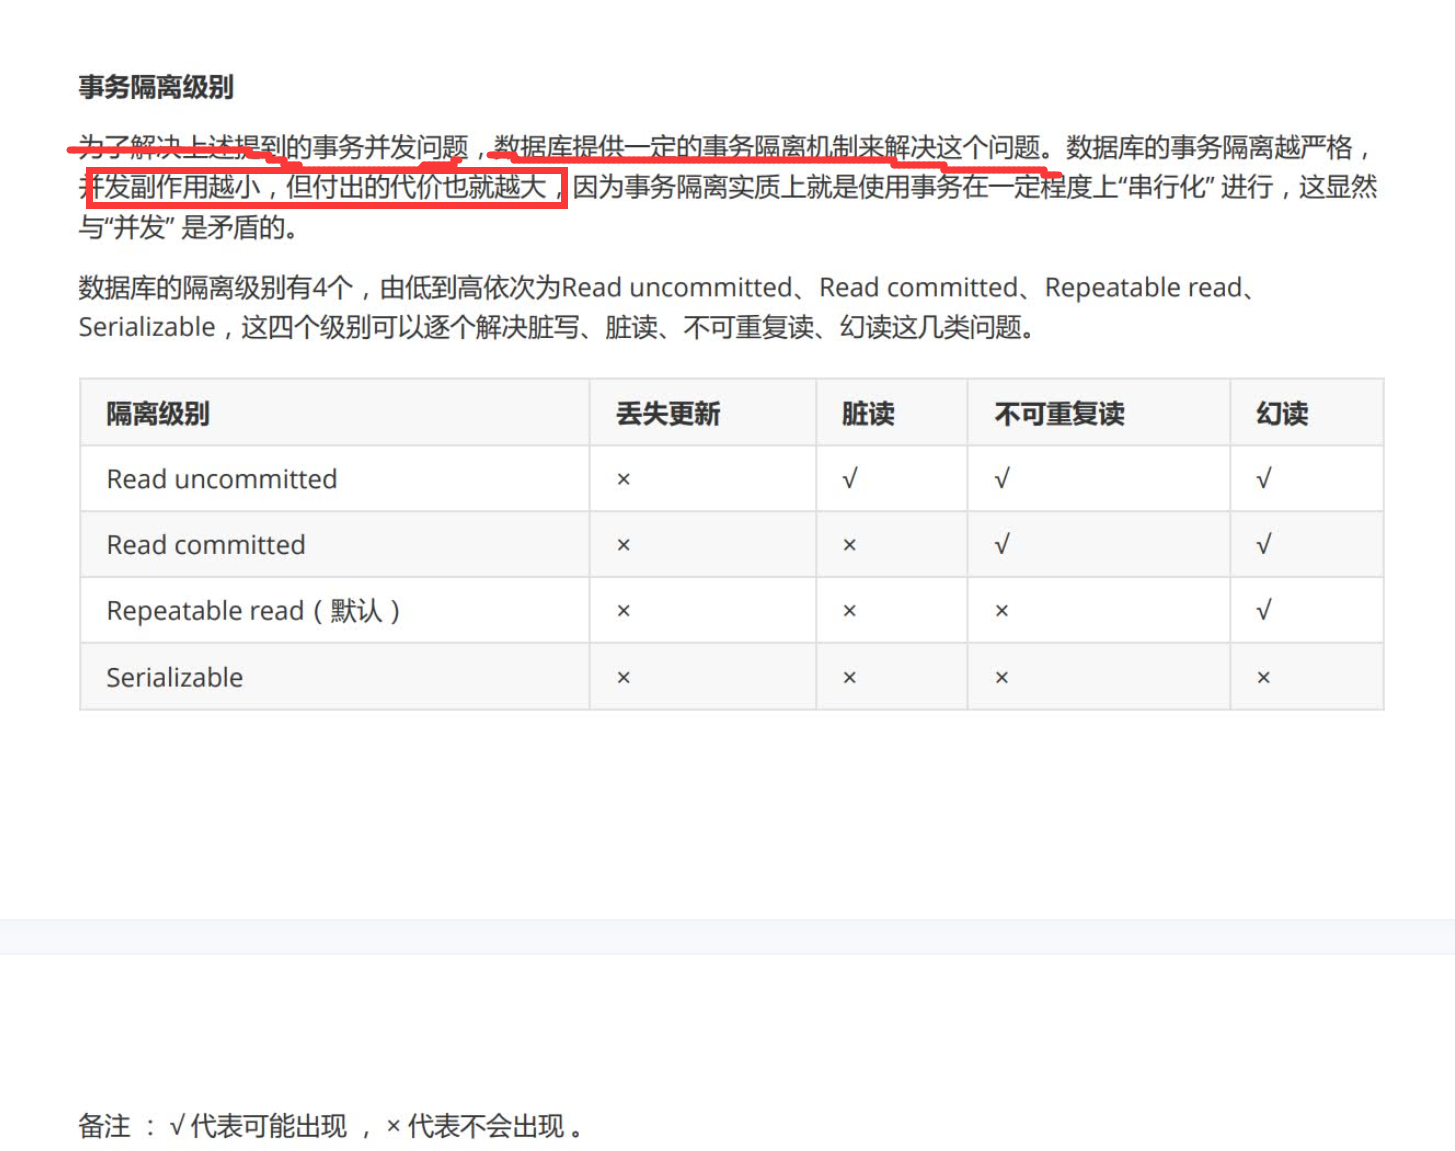 事务隔离级别
为了解决上述提到的事务并发问题，数据库提供一定的事务隔离机制来解决这个问题。数据库的事务隔离越严格，
并发副作用越小，但付出的代价也就越大，因为事务隔离实质上就是使用事务在一定程度上“串行化” 进行，这显然
与“并发” 是矛盾的。
数据库的隔离级别有4个，由低到高依次为Read uncommitted、Read committed、Repeatable read、
Serializable，这四个级别可以逐个解决脏写、脏读、不可重复读、幻读这几类问题。
隔离级别 丢失更新 脏读 不可重复读 幻读
Read uncommitted × √ √ √
Read committed × × √ √
Repeatable read（默认） × × × √
Serializable × × × ×
备注 ：√ 代表可能出现 ，× 代表不会出现 。